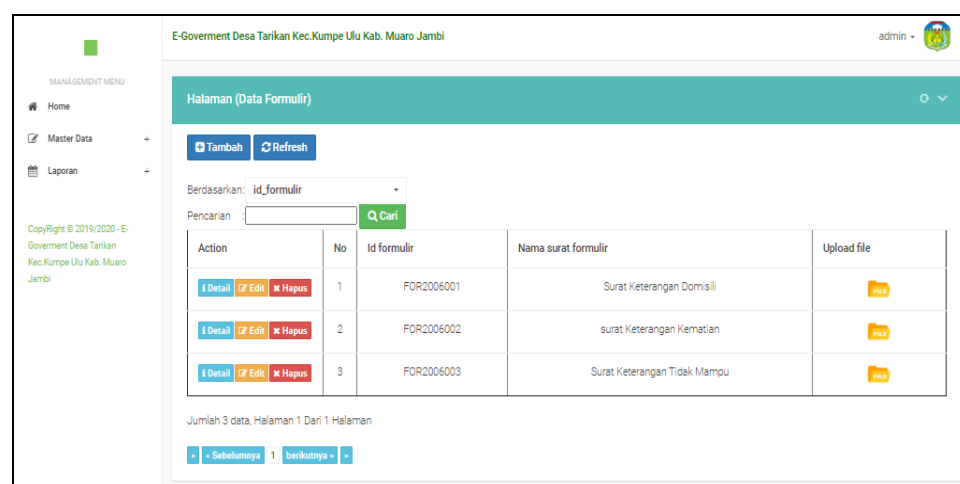 E-Goverment Desa Tarikan Kec.Kumpe Ulu Kab. Muaro Jambi
admin
MANAGEMENT MENU
Home
Master Data +
Laporan +
CopyRight © 2019/2020 - E-
Goverment Desa Tarikan
Kec.Kumpe Ulu Kab. Muaro
Jambi
Halaman (Data Formulir)
Tambah Refresh
Berdasarkan: id_formulir
Pencarian : Cari
Action No Id formulir Nama surat formulir Upload file
Detail Edit Hapus 1 FOR2006001 Surat Keterangan Domisili FILE
Detail Edit Hapus 2 FOR2006002 surat Keterangan Kematian FILE
Detail Edit Hapus 3 FOR2006003 Surat Keterangan Tidak Mampu FILE
Jumlah 3 data, Halaman 1 Dari 1 Halaman
« « Sebelumnya 1 berikutnya » »